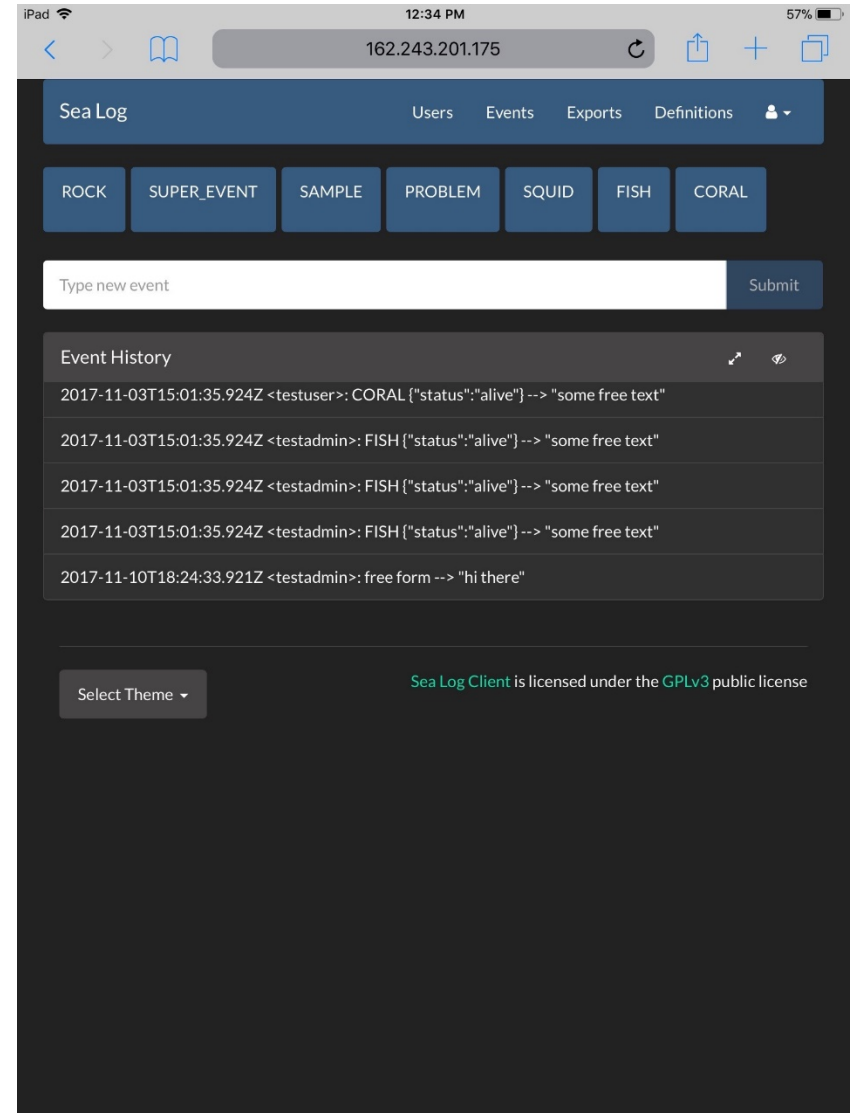 iPad 12:34 PM 57%
162.243.201.175
Sea Log Users Events Exports Definitions
ROCK SUPER_EVENT SAMPLE PROBLEM SQUID FISH CORAL
Type new event Submit
Event History
2017-11-03T15:01:35.924Z <testuser>: CORAL {"status":"alive"} --> "some free text"
2017-11-03T15:01:35.924Z <testadmin>: FISH {"status":"alive"} --> "some free text"
2017-11-03T15:01:35.924Z <testadmin>: FISH {"status":"alive"} --> "some free text"
2017-11-03T15:01:35.924Z <testadmin>: FISH {"status":"alive"} --> "some free text"
2017-11-10T18:24:33.921Z <testadmin>: free form --> "hi there"
Select Theme Sea Log Client is licensed under the GPLv3 public license